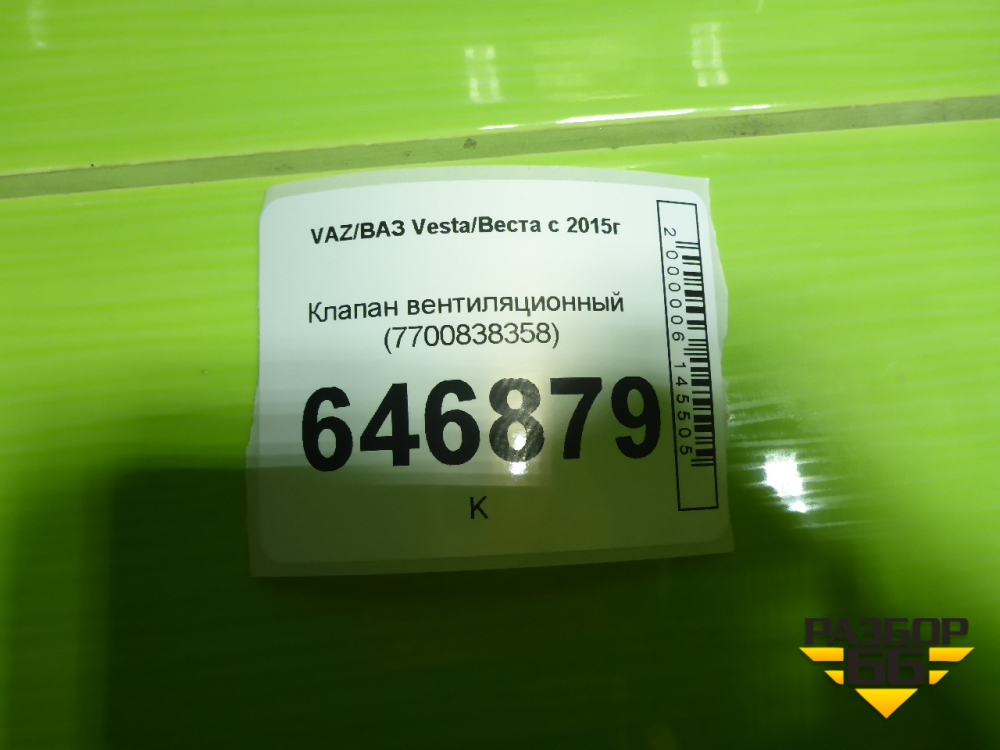 VAZ/ВАЗ Vesta/Веста с 2015г
Клапан вентиляционный
(7700838358)
646879
К
2000006145505
РАЗБОР
66